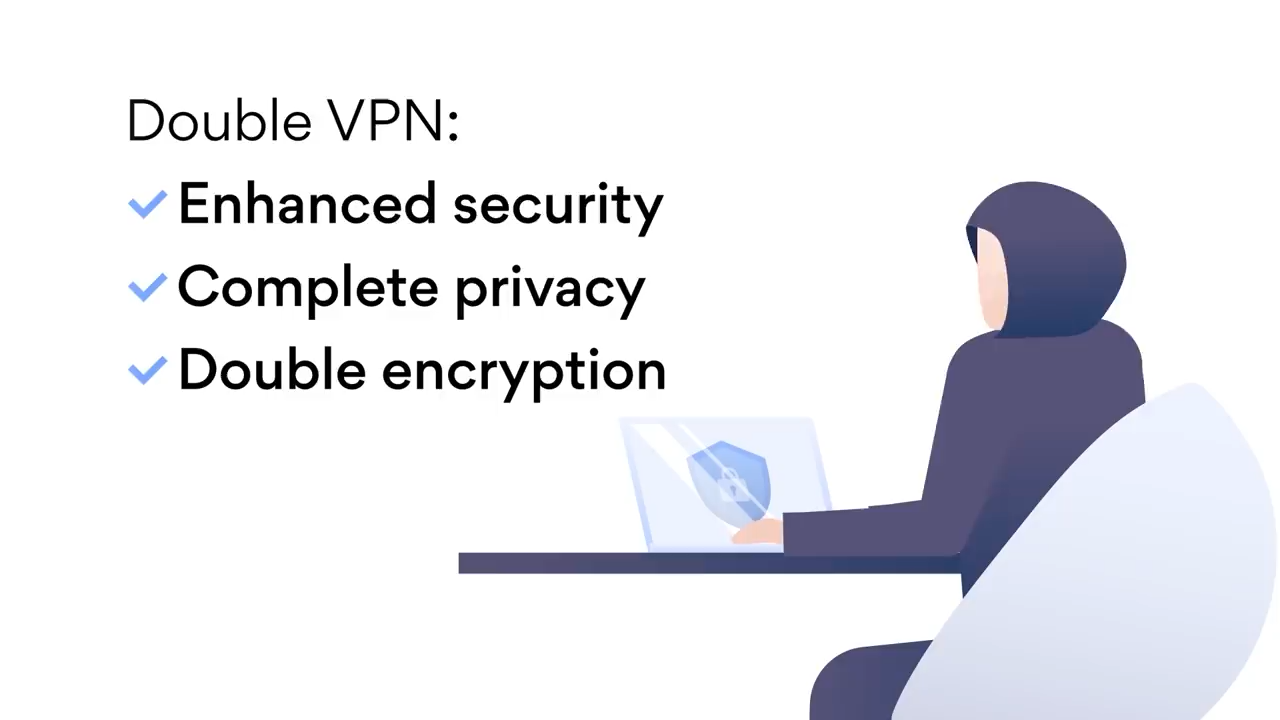 Double VPN:
Enhanced security
Complete privacy
Double encryption